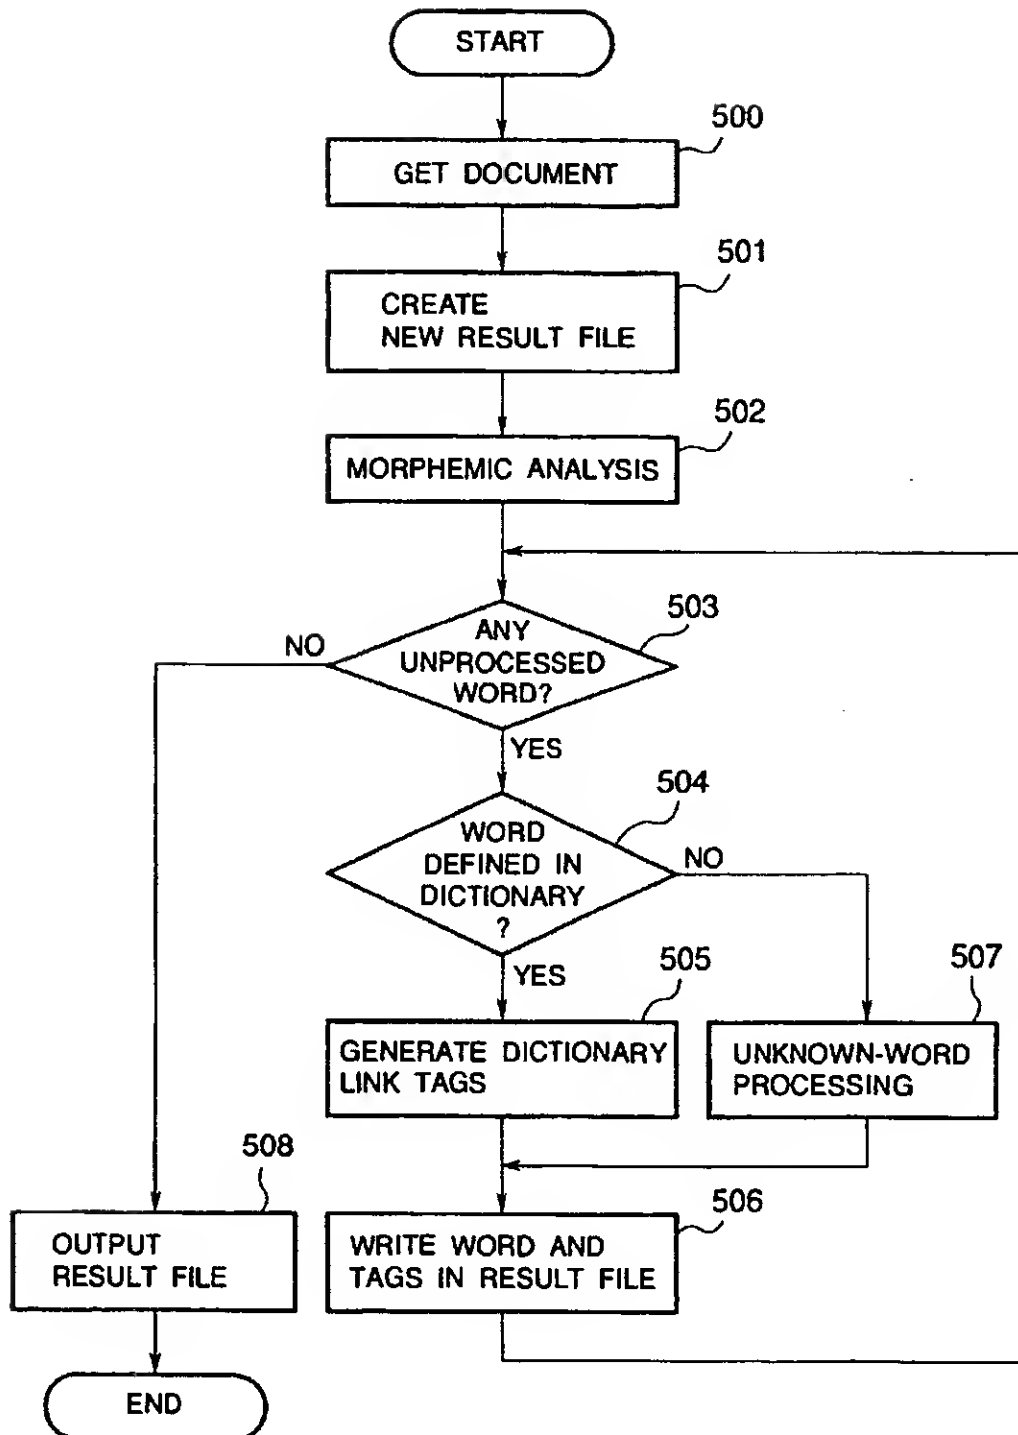 START
500
GET DOCUMENT
501
CREATE
NEW RESULT FILE
502
MORPHEMIC ANALYSIS
503
NO
ANY
UNPROCESSED
WORD?
YES
504
WORD
DEFINED IN
DICTIONARY
?
NO
YES
505
GENERATE DICTIONARY
LINK TAGS
507
UNKNOWN-WORD
PROCESSING
508
OUTPUT
RESULT FILE
506
WRITE WORD AND
TAGS IN RESULT FILE
END